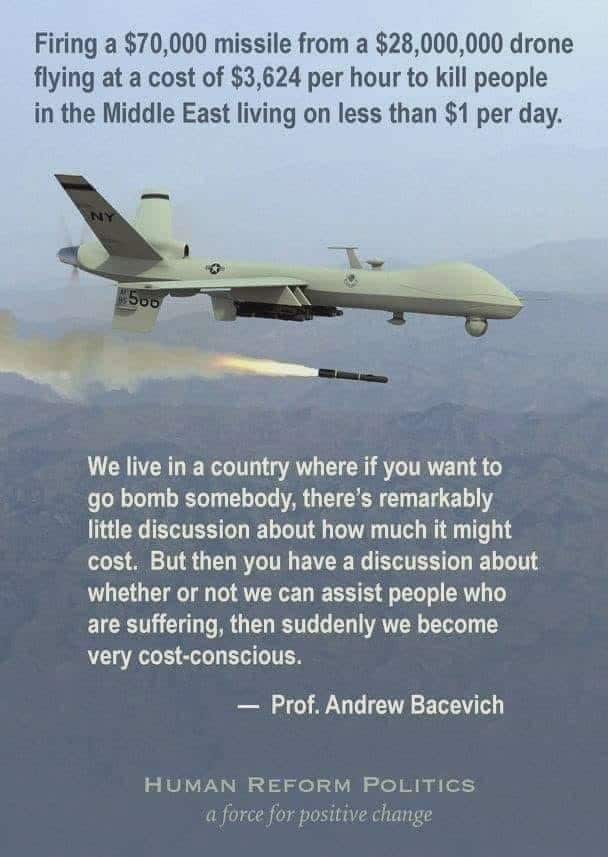 Firing a $70,000 missile from a $28,000,000 drone
flying at a cost of $3,624 per hour to kill people
in the Middle East living on less than $1 per day.
NY
566
We live in a country where if you want to
go bomb somebody, there's remarkably
little discussion about how much it might
cost.  But then you have a discussion about
whether or not we can assist people who
are suffering, then suddenly we become
very cost-conscious.
— Prof. Andrew Bacevich
HUMAN REFORM POLITICS
a force for positive change